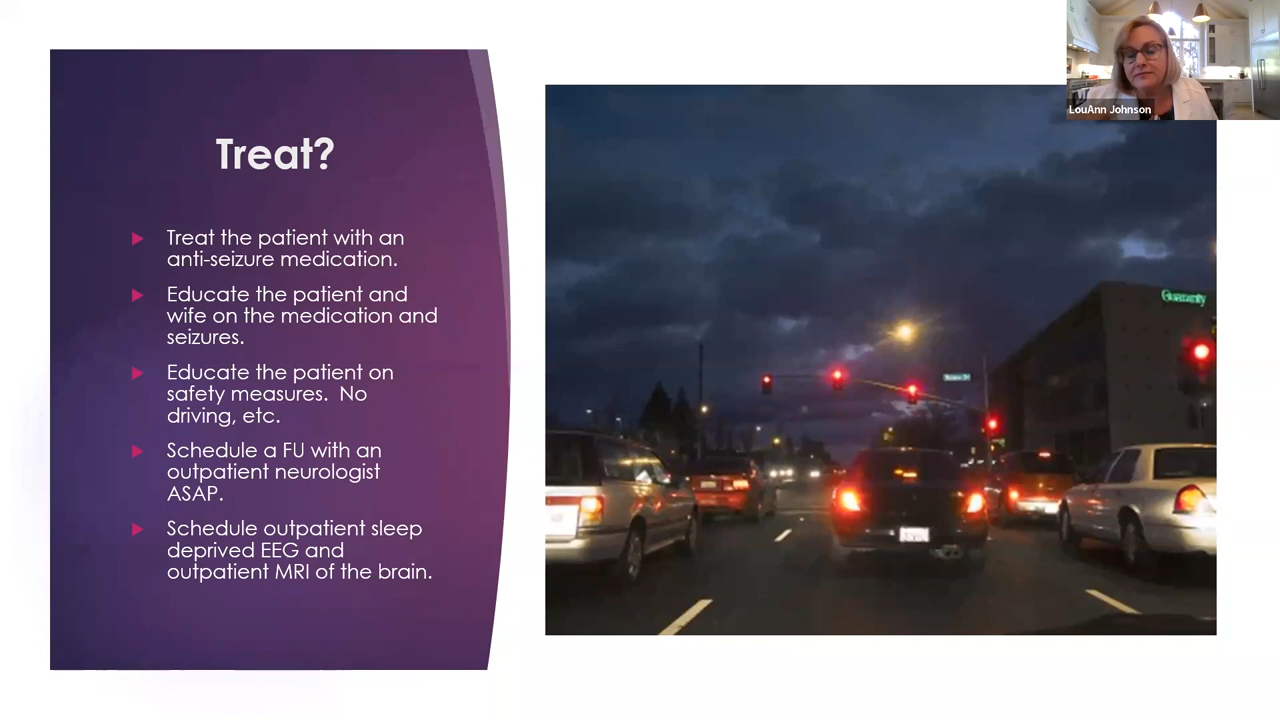 Treat?
Treat the patient with an
anti-seizure medication.
Educate the patient and
wife on the medication and
seizures.
Educate the patient on
safety measures.  No
driving, etc.
Schedule a FU with an
outpatient neurologist
ASAP.
Schedule outpatient sleep
deprived EEG and
outpatient MRI of the brain.
LouAnn Johnson
Guaranty